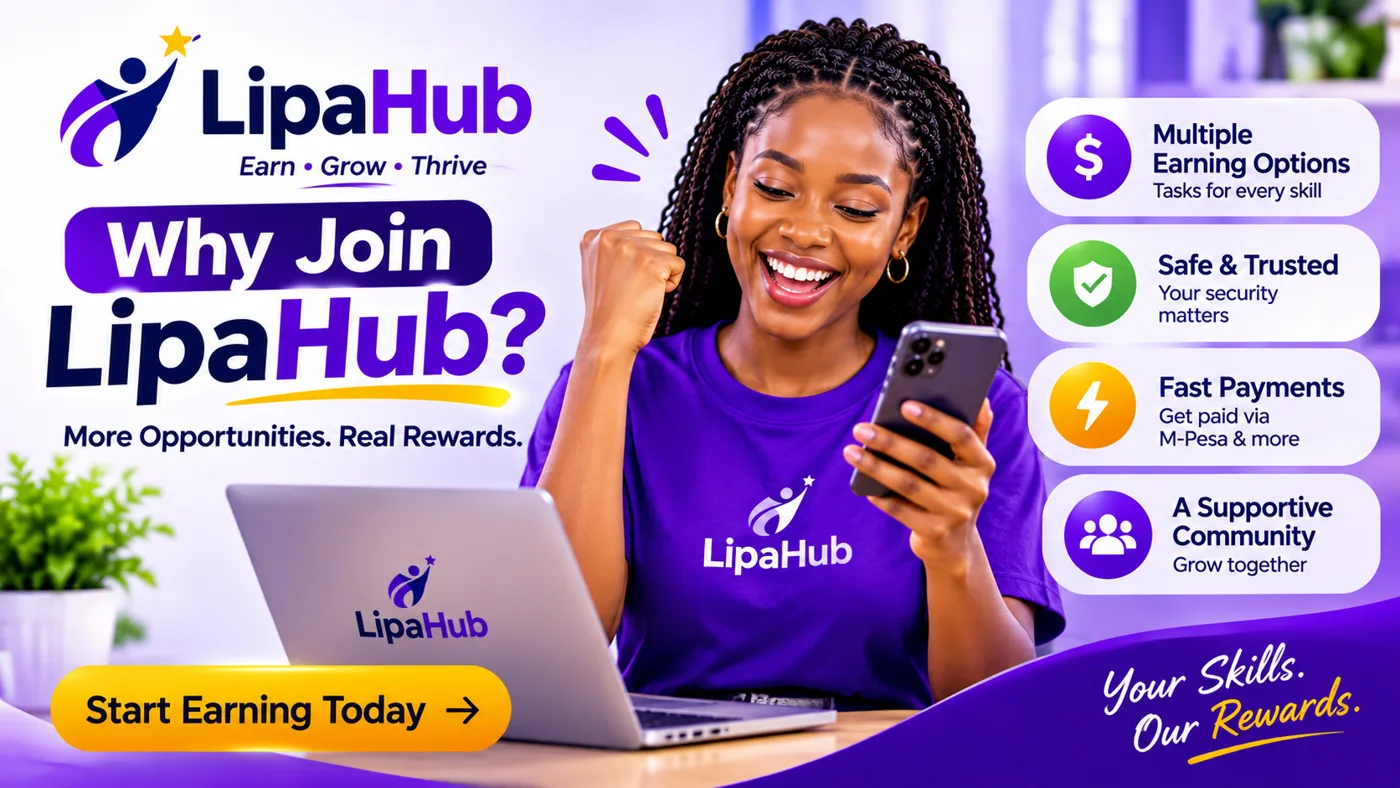 LipaHub
Earn • Grow • Thrive
Why Join
LipaHub?
More Opportunities. Real Rewards.
LipaHub
Start Earning Today →
LipaHub
Multiple
Earning Options
Tasks for every skill
Safe & Trusted
Your security
matters
Fast Payments
Get paid via
M-Pesa & more
A Supportive
Community
Grow together
Your Skills.
Our Rewards.